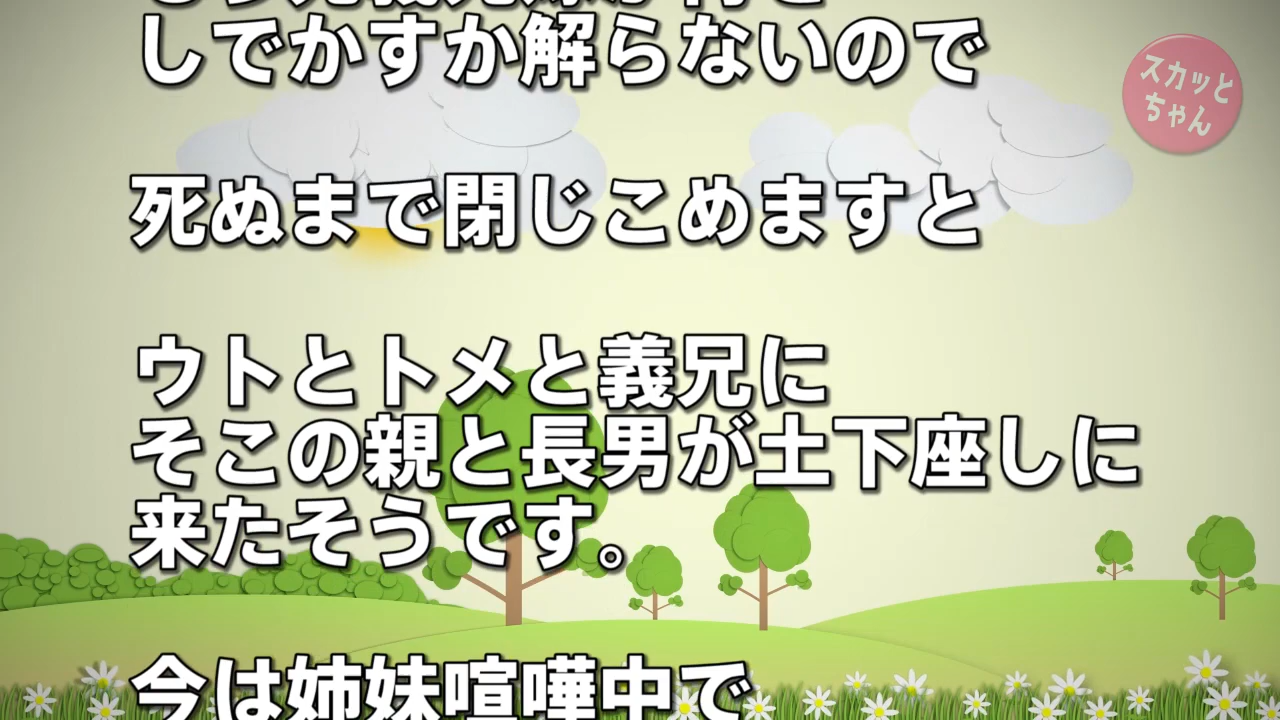 しでかすか解らないので
死ぬまで閉じこめますと
ウトとトメと義兄に
そこの親と長男が土下座しに
来たそうです。
今は姉妹喧嘩中で
スカッと
ちゃん